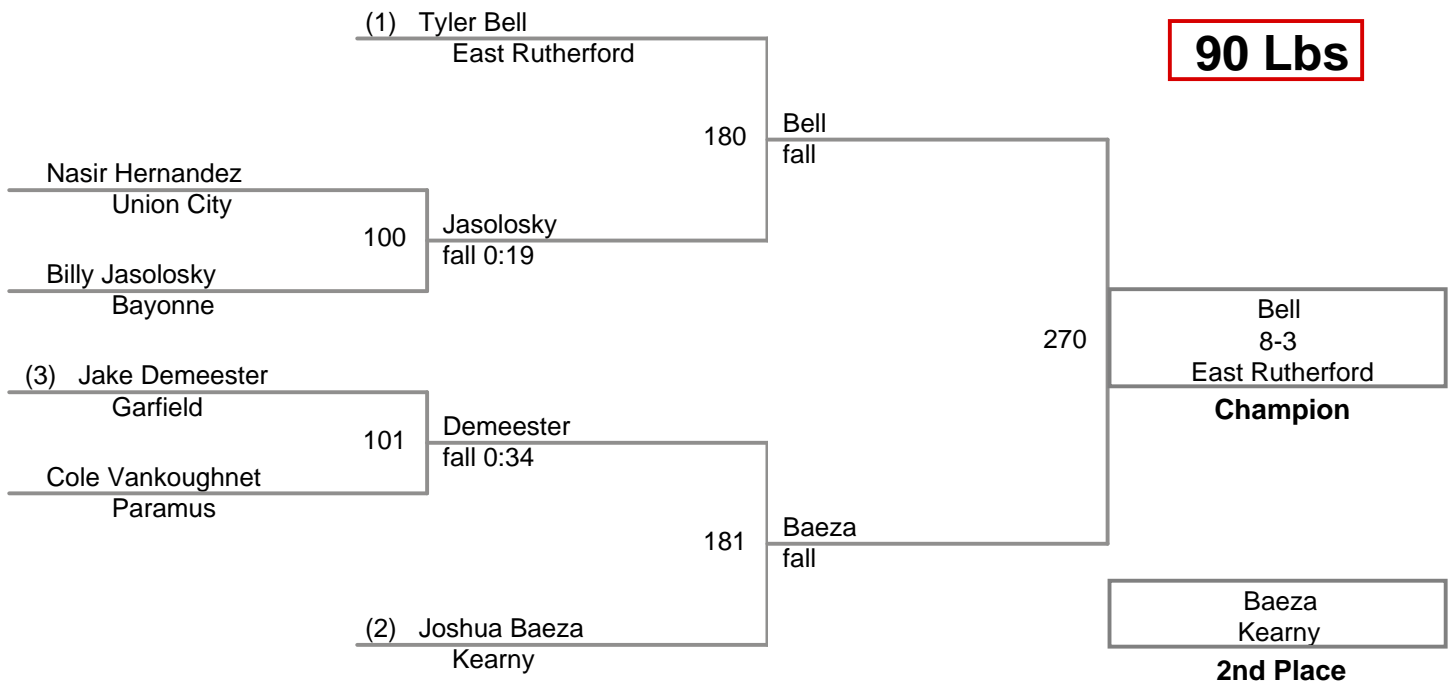 (1) Tyler Bell
East Rutherford
90 Lbs
180
Bell
fall
Nasir Hernandez
Union City
100
Jasolosky
fall 0:19
Billy Jasolosky
Bayonne
270
Bell
8-3
East Rutherford
Champion
(3) Jake Demeester
Garfield
101
Demeester
fall 0:34
Cole Vankoughnet
Paramus
181
Baeza
fall
(2) Joshua Baeza
Kearny
Baeza
Kearny
2nd Place